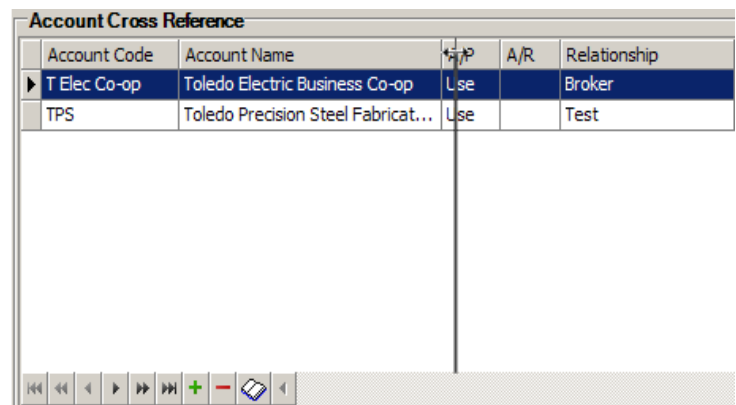 Account Cross Reference
Account Code Account Name A/P A/R Relationship
T Elec Co-op Toledo Electric Business Co-op Use Broker
TPS Toledo Precision Steel Fabricat... Use Test